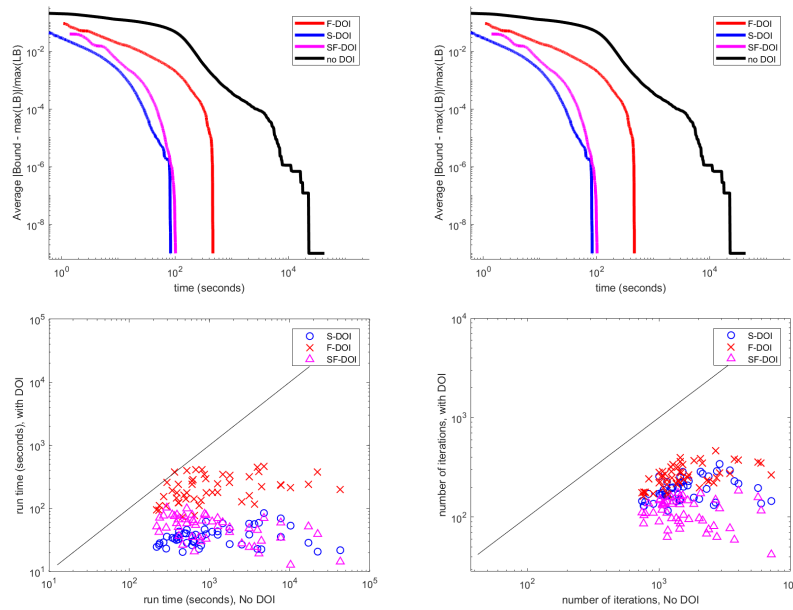 Average |Bound - max(LB)|/max(LB)
10^-2
10^-4
10^-6
10^-8
10^0
10^2
10^4
time (seconds)
F-DOI
S-DOI
SF-DOI
no DOI
Average |Bound - max(LB)|/max(LB)
10^-2
10^-4
10^-6
10^-8
10^0
10^2
10^4
time (seconds)
F-DOI
S-DOI
SF-DOI
no DOI
run time (seconds), with DOI
10^5
10^4
10^3
10^2
10^1
10^1
10^2
10^3
10^4
10^5
run time (seconds), No DOI
S-DOI
F-DOI
SF-DOI
number of iterations, with DOI
10^4
10^3
10^2
10^2
10^3
10
number of iterations, No DOI
S-DOI
F-DOI
SF-DOI